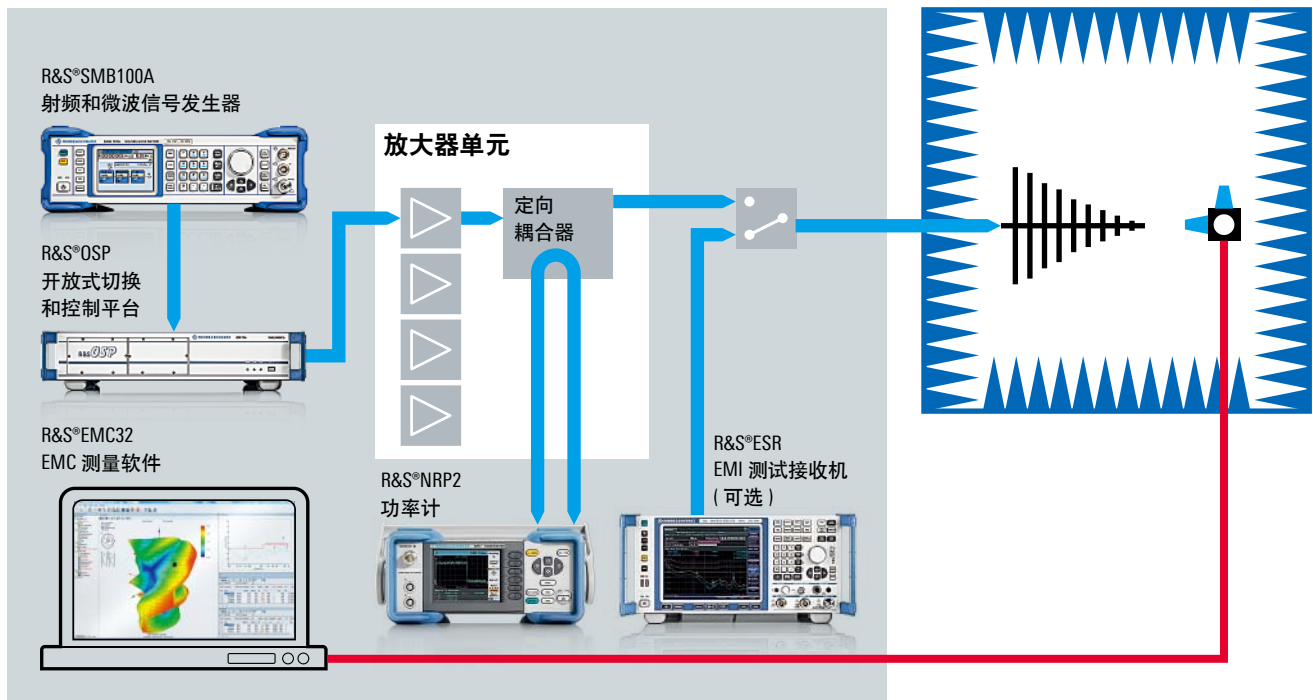 R&S®SMB100A
射频和微波信号发生器
放大器单元
定向
耦合器
R&S®OSP
开放式切换
和控制平台
R&S OSP
R&S®EMC32
EMC 测量软件
R&S®NRP2
功率计
R&S®ESR
EMI 测试接收机
( 可选 )